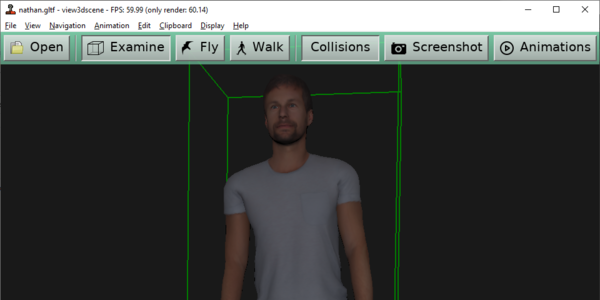 nathan.gltf - view3dscene - FPS: 59.99 (only render: 60.14)
File View Navigation Animation Edit Clipboard Display Help
Open Examine Fly Walk Collisions Screenshot Animations